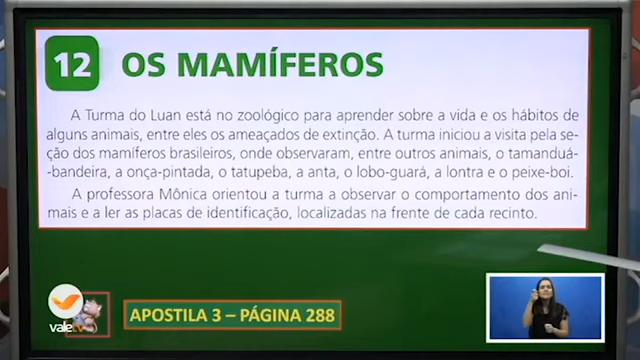 12 OS MAMÍFEROS
A Turma do Luan está no zoológico para aprender sobre a vida e os hábitos de
alguns animais, entre eles os ameaçados de extinção. A turma iniciou a visita pela se-
ção dos mamíferos brasileiros, onde observaram, entre outros animais, o tamanduá-
-bandeira, a onça-pintada, o tatupeba, a anta, o lobo-guará, a lontra e o peixe-boi.
A professora Mônica orientou a turma a observar o comportamento dos ani-
mais e a ler as placas de identificação, localizadas na frente de cada recinto.
valetv
APOSTILA 3 – PÁGINA 288